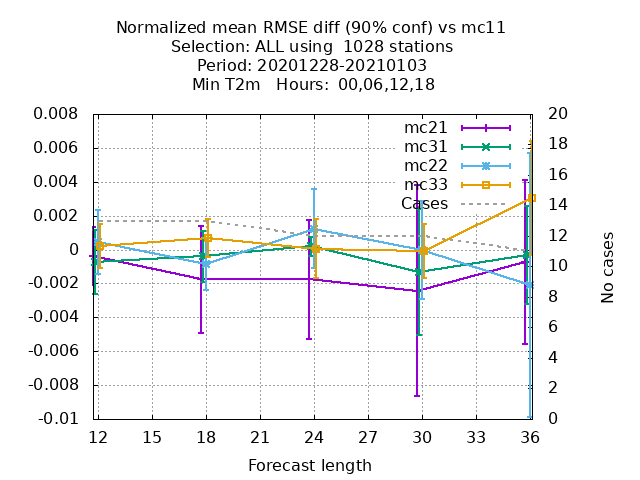 Normalized mean RMSE diff (90% conf) vs mc11
Selection: ALL using  1028 stations
Period: 20201228-20210103
Min T2m   Hours:  00,06,12,18
mc21
mc31
mc22
mc33
Cases
0.008
0.006
0.004
0.002
0
-0.002
-0.004
-0.006
-0.008
-0.01
20
18
16
14
12
10
8
6
4
2
0
No cases
12 15 18 21 24 27 30 33 36
Forecast length